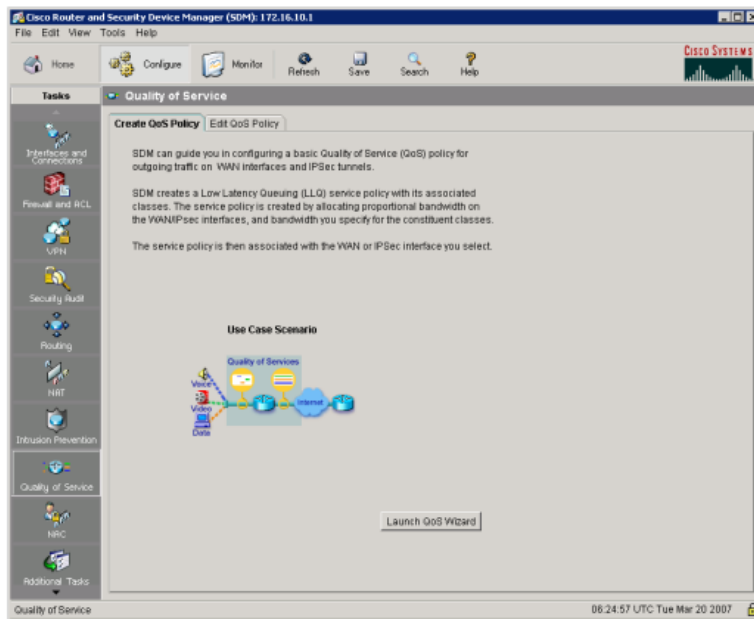 Cisco Router and Security Device Manager (SDM): 172.16.10.1
File Edit View Tools Help
Home Configure Monitor Refresh Save Search Help
CISCO SYSTEMS
Tasks
Quality of Service
Create QoS Policy Edit QoS Policy
SDM can guide you in configuring a basic Quality of Service (QoS) policy for
outgoing traffic on WAN interfaces and IPSec tunnels.
SDM creates a Low Latency Queuing (LLQ) service policy with its associated
classes. The service policy is created by allocating proportional bandwidth on
the WAN/IPsec interfaces, and bandwidth you specify for the constituent classes.
The service policy is then associated with the WAN or IPSec interface you select.
Interfaces and
Connections
Firewall and ACL
VPN
Security Audit
Routing
NAT
Intrusion Prevention
Quality of Service
NAC
Additional Tasks
Use Case Scenario
Quality of Services
Voice
Video
Data
Internet
Launch QoS Wizard
Quality of Service
06:24:57 UTC Tue Mar 20 2007